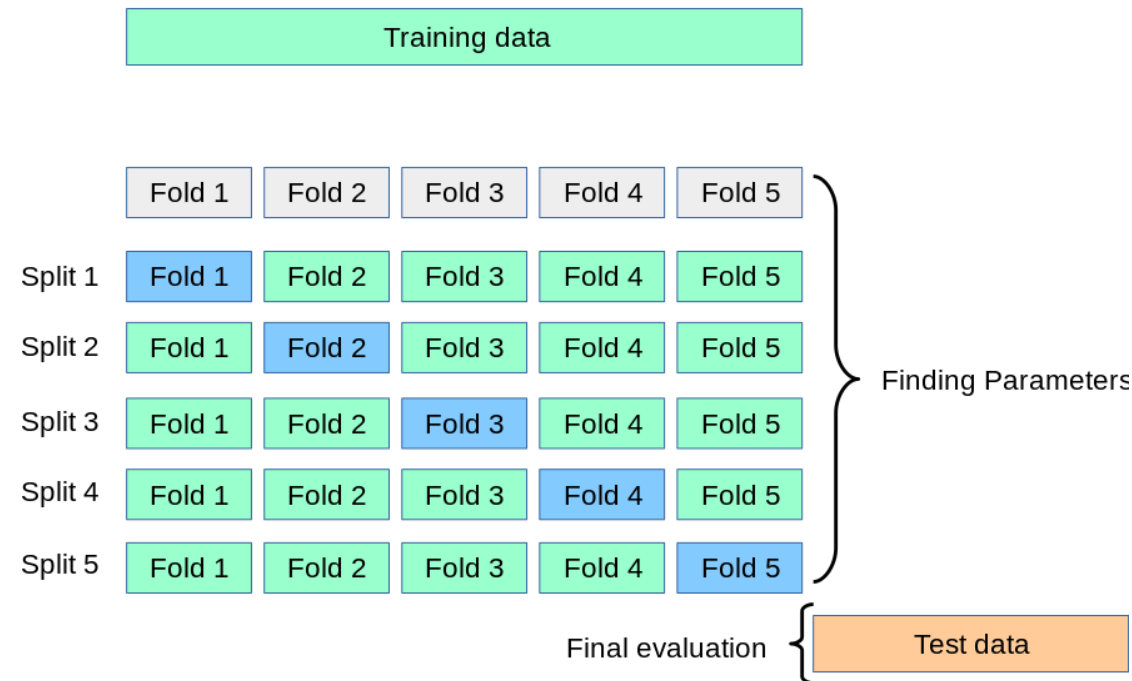 Training data
Fold 1 Fold 2 Fold 3 Fold 4 Fold 5
Split 1 Fold 1 Fold 2 Fold 3 Fold 4 Fold 5
Split 2 Fold 1 Fold 2 Fold 3 Fold 4 Fold 5
Finding Parameters
Split 3 Fold 1 Fold 2 Fold 3 Fold 4 Fold 5
Split 4 Fold 1 Fold 2 Fold 3 Fold 4 Fold 5
Split 5 Fold 1 Fold 2 Fold 3 Fold 4 Fold 5
Final evaluation Test data